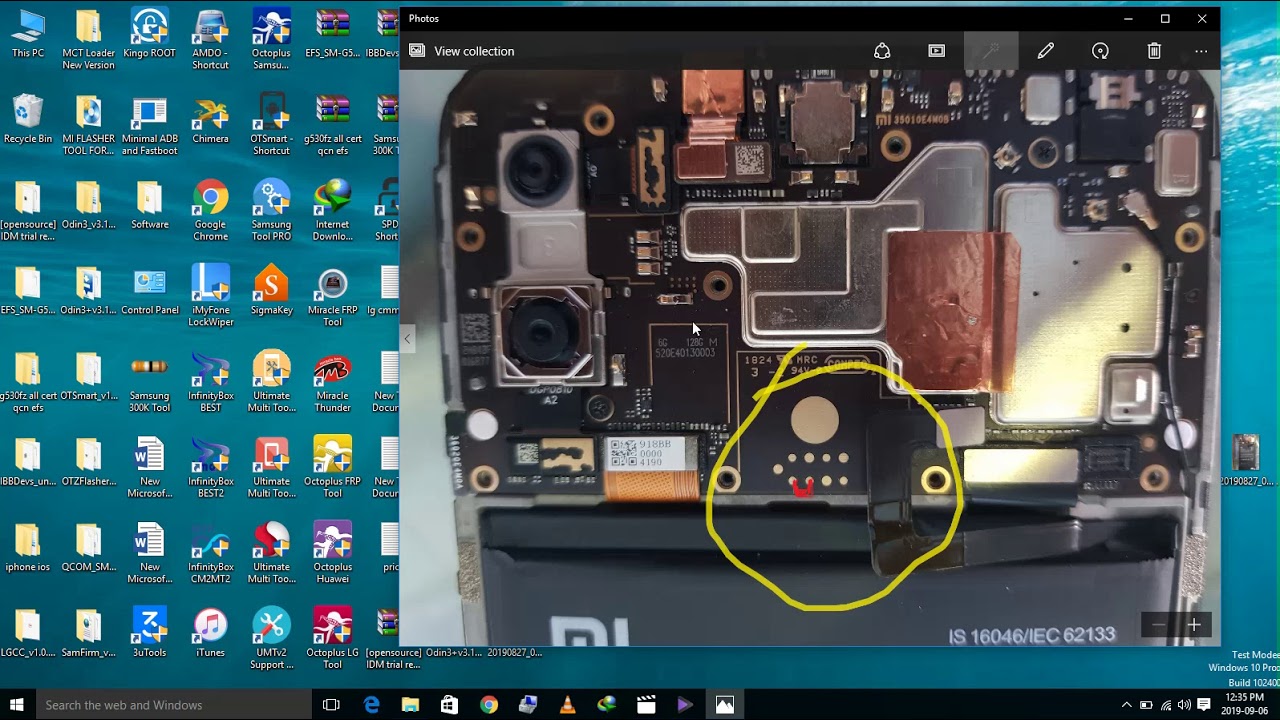 Photos
View collection
This PC
MCT Loader
New Version
Kingo ROOT
AMDO -
Shortcut
Octoplus
Samsu...
EFS_SM-G5...
IBBDevs_un...
Recycle Bin
MI FLASHER
TOOL FOR...
Minimal ADB
and Fastboot
Chimera
OTSmart -
Shortcut
g530fz all cert
qcn efs
Samsu
300K T
[opensource]
IDM trial re...
Odin3_v3.1...
Software
Google
Chrome
Samsung
Tool PRO
Internet
Downlo...
SPD
Short
EFS_SM-G5...
Odin3+v3.1...
Control Panel
iMyFone
LockWiper
SigmaKey
Miracle FRP
Tool
lg cmm
g530fz all cert
qcn efs
OTSmart_v1...
Samsung
300K Tool
InfinityBox
BEST
Ultimate
Multi Too...
Miracle
Thunder
New T
Docum
IBBDevs_un...
OTZFlasher...
New
Microsof...
InfinityBox
BEST2
Ultimate
Multi Too...
Octoplus FRP
Tool
New T
Docum
iphone ios
QCOM_SM...
New
Microsof...
InfinityBox
CM2MT2
Ultimate
Multi Too...
Octoplus
Huawei
pric
LGCC_v1.0....
SamFirm_v...
3uTools
iTunes
UMTv2
Support ...
Octoplus LG
Tool
[opensource]
IDM trial re...
Odin3+v3.1...
20190827_0...
20190827_0...
MI 35010E4M0B
6G 128G M
520E40130003
1824 MRC
94V-0
COMPEQ
A2
918BB
0000
4190
MI
IS 16046/IEC 62133
Test Mode
Windows 10 Pro
Build 10240
Search the web and Windows
12:35 PM
2019-09-06